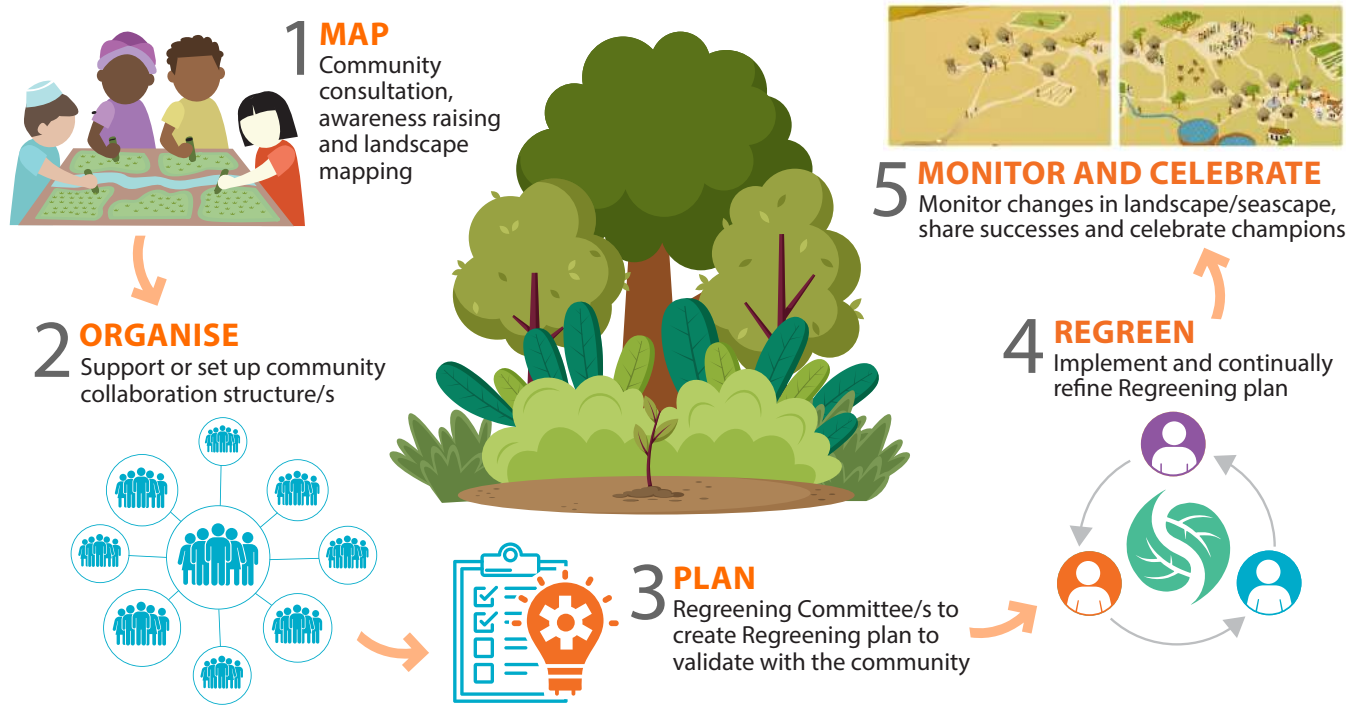 1 MAP
Community
consultation,
awareness raising
and landscape
mapping
2 ORGANISE
Support or set up community
collaboration structure/s
3 PLAN
Regreening Committee/s to
create Regreening plan to
validate with the community
4 REGREEN
Implement and continually
refine Regreening plan
5 MONITOR AND CELEBRATE
Monitor changes in landscape/seascape,
share successes and celebrate champions